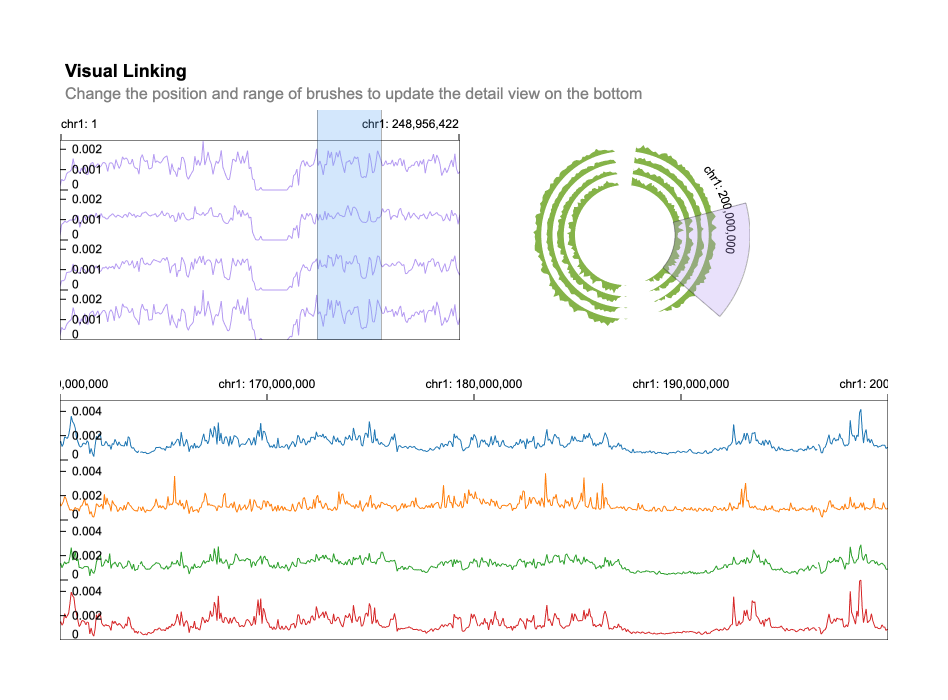 Visual Linking
Change the position and range of brushes to update the detail view on the bottom
chr1: 1
chr1: 248,956,422
0.002
0.001
0
0.002
0.001
0
0.002
0.001
0
0.002
0.001
0
chr1: 200,000,000
0,000,000
chr1: 170,000,000
chr1: 180,000,000
chr1: 190,000,000
chr1: 200
0.004
0.002
0
0.004
0.002
0
0.004
0.002
0
0.004
0.002
0